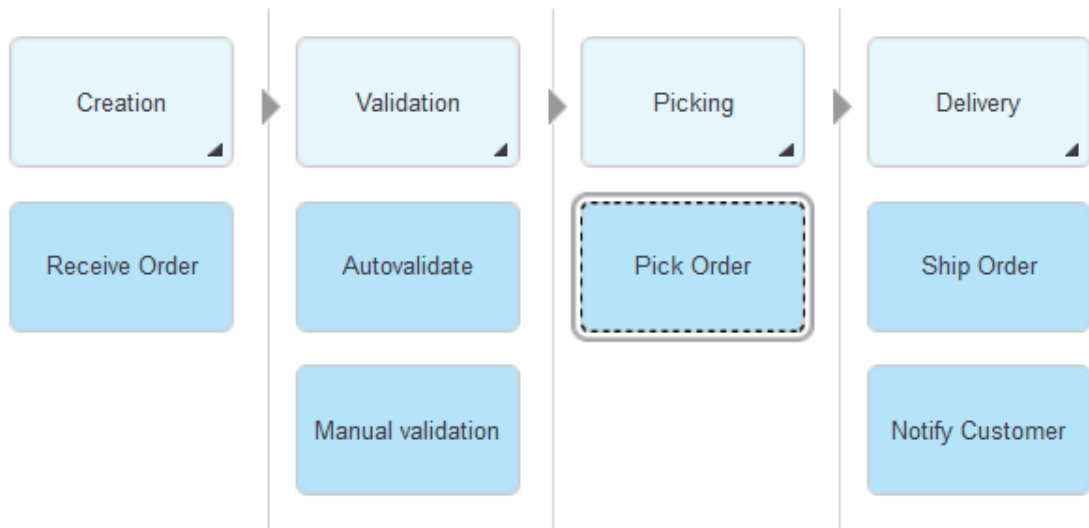 Creation
Validation
Picking
Delivery
Receive Order
Autovalidate
Pick Order
Ship Order
Manual validation
Notify Customer